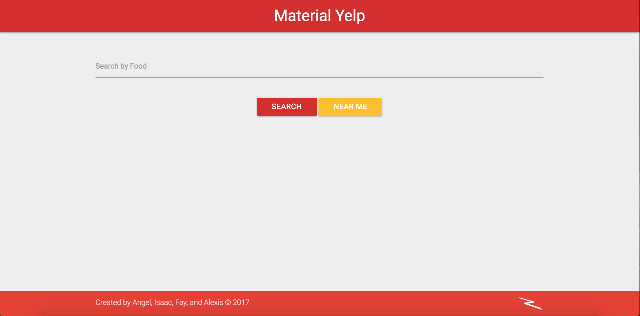 Material Yelp
Search by Food
SEARCH
NEAR ME
Created by Angel, Isaac, Fay, and Alexis © 2017